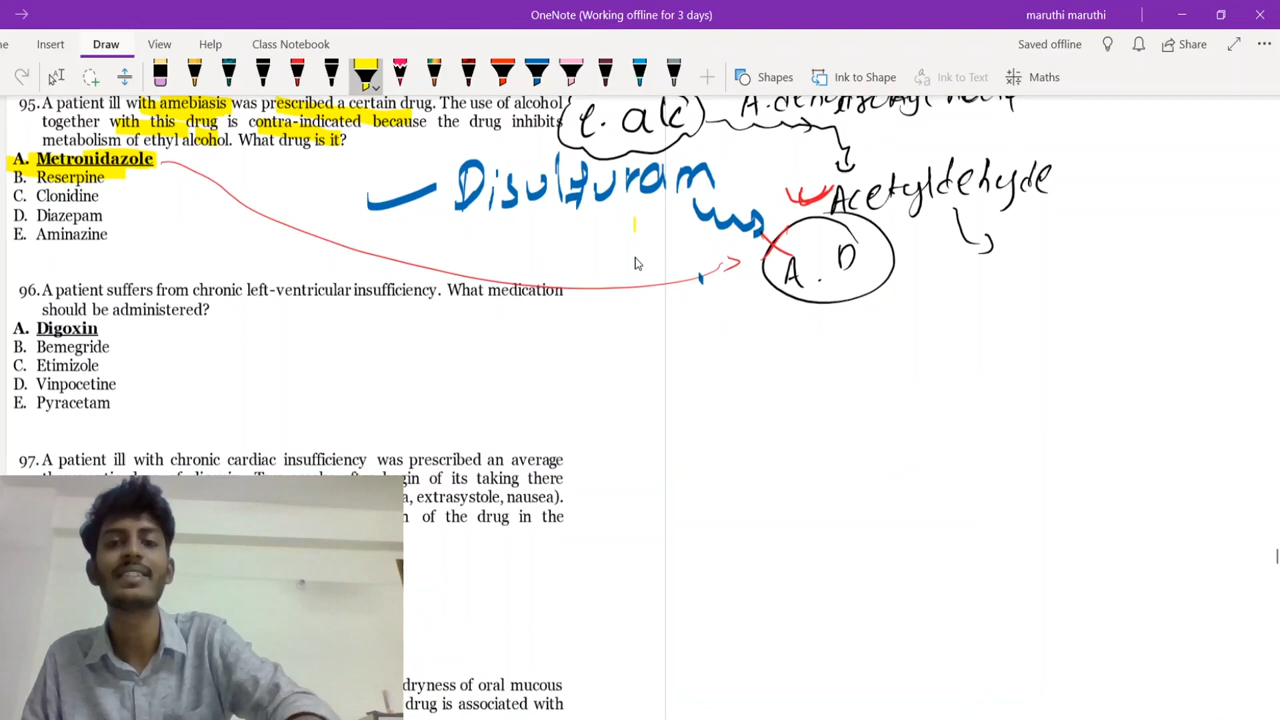 OneNote (Working offline for 3 days)
maruthi maruthi
Insert
Draw
View
Help
Class Notebook
Saved offline
Share
Shapes
Ink to Shape
Ink to Text
Maths
95. A patient ill with amebiasis was prescribed a certain drug. The use of alcohol
together with this drug is contra-indicated because the drug inhibits
metabolism of ethyl alcohol. What drug is it?
A. Metronidazole
B. Reserpine
C. Clonidine
D. Diazepam
E. Aminazine
Disulfuram
Acetyldehyde
A. D
96. A patient suffers from chronic left-ventricular insufficiency. What medication
should be administered?
A. Digoxin
B. Bemegride
C. Etimizole
D. Vinpocetine
E. Pyracetam
97. A patient ill with chronic cardiac insufficiency was prescribed an average
gin of its taking there
a, extrasystole, nausea).
of the drug in the
dryness of oral mucous
drug is associated with